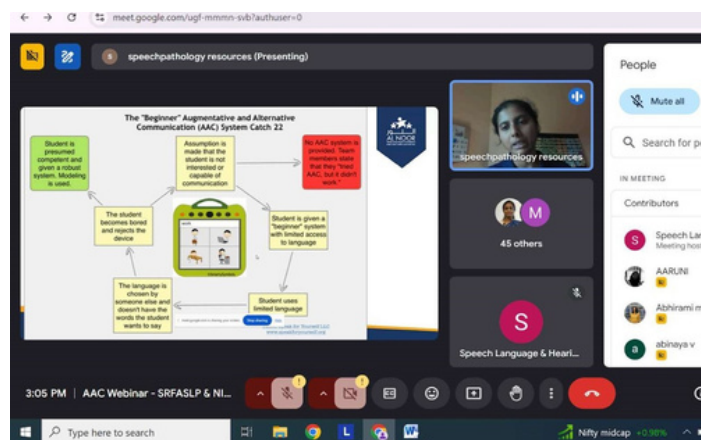 meet.google.com/ugf-mmmn-svb?authuser=0
speechpathology resources (Presenting)
The "Beginner" Augmentative and Alternative
Communication (AAC) System Catch 22
Student is
presumed
competent and
given a robust
system. Modeling
is used.
Assumption is
made that the
student is not
interested or
capable of
communication
No AAC system is
provided. Team
members state
that they "tried
AAC, but it didn't
work."
AL NOOR
The student
becomes bored
and rejects the
device
Student is given a
"beginner" system
with limited access
to language
The language is
chosen by
someone else and
doesn't have the
words the student
wants to say
Student uses
limited language
Stop sharing
speechpathology resources
M
45 others
S
Speech Language & Heari...
People
Mute all
Search for pe
IN MEETING
Contributors
S
Speech Lan
Meeting host
AARUNI
Abhirami m
a
abinaya v
3:05 PM | AAC Webinar - SRFASLP & NI...
Type here to search
Nifty midcap +0.98%